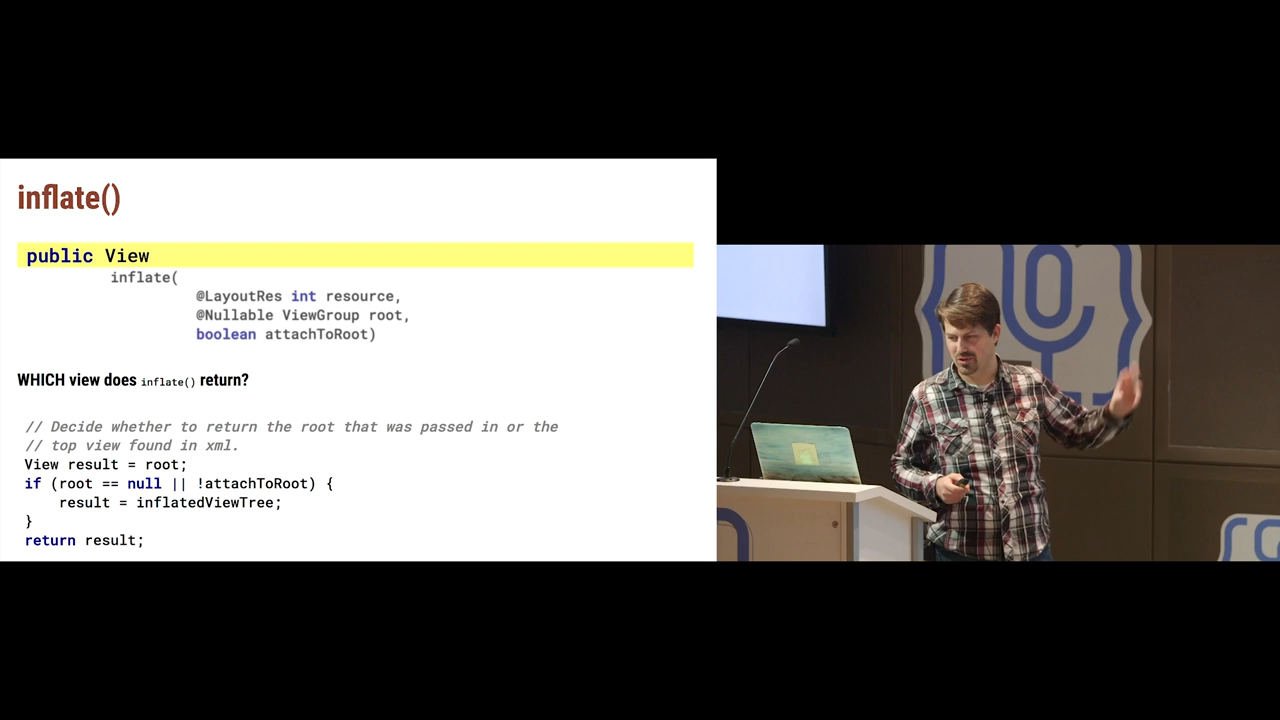 inflate()
public View
inflate(
@LayoutRes int resource,
@Nullable ViewGroup root,
boolean attachToRoot)
WHICH view does inflate() return?
// Decide whether to return the root that was passed in or the
// top view found in xml.
View result = root;
if (root == null || !attachToRoot) {
result = inflatedViewTree;
}
return result;